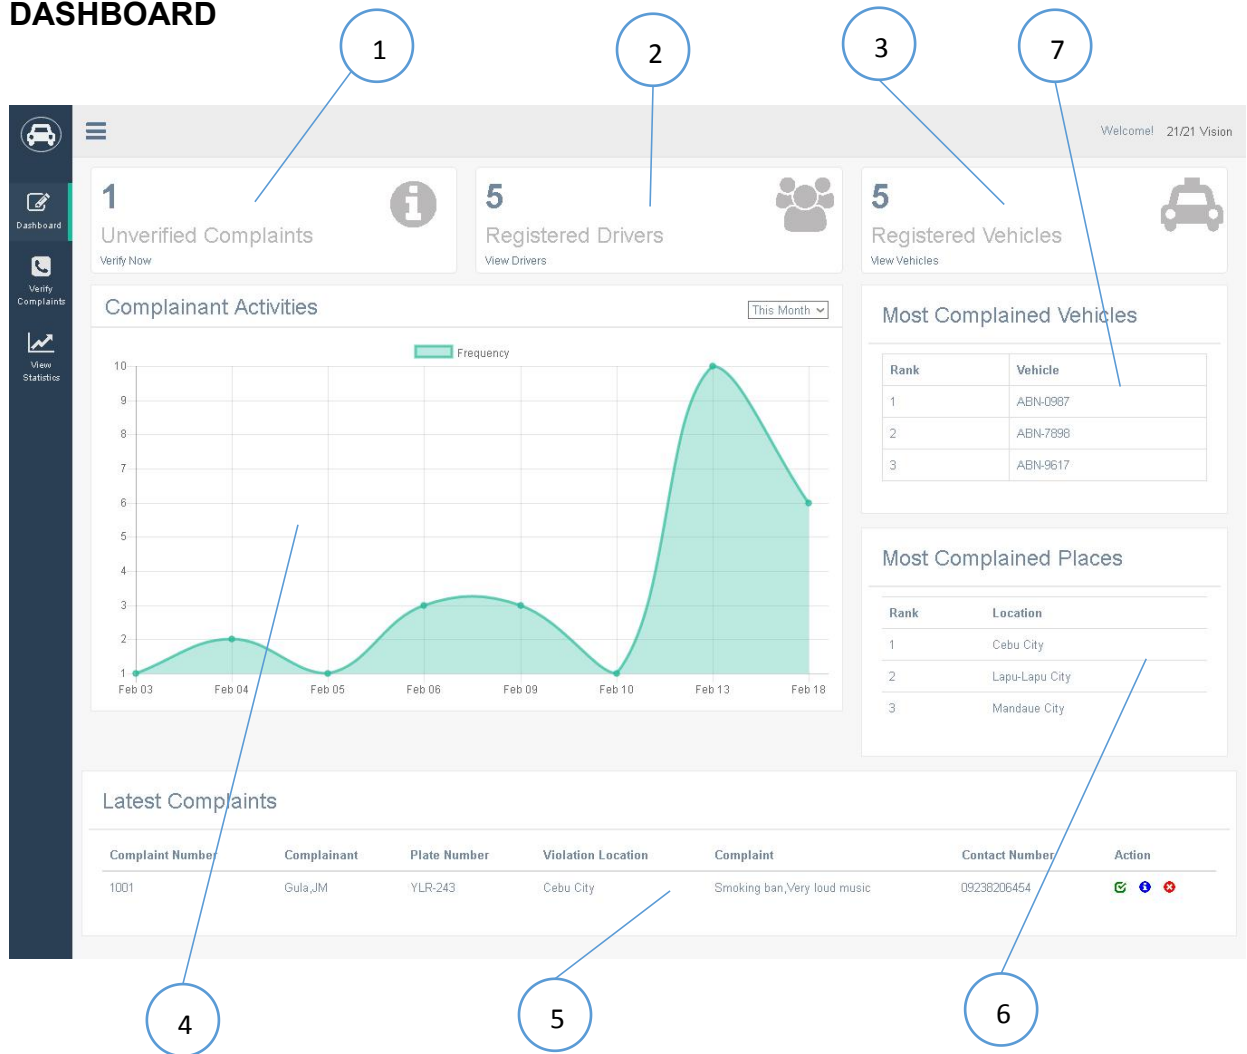 DASHBOARD
1
2
3
7
Welcome! 21/21 Vision
Dashboard
Verify
Complaints
View
Statistics
1
Unverified Complaints
Verify Now
5
Registered Drivers
View Drivers
5
Registered Vehicles
View Vehicles
Complainant Activities
This Month
Frequency
10
9
8
7
6
5
4
3
2
1
Feb 03 Feb 04 Feb 05 Feb 06 Feb 09 Feb 10 Feb 13 Feb 18
Most Complained Vehicles
Rank Vehicle
1 ABN-0987
2 ABN-7898
3 ABN-9617
Most Complained Places
Rank Location
1 Cebu City
2 Lapu-Lapu City
3 Mandaue City
Latest Complaints
Complaint Number Complainant Plate Number Violation Location Complaint Contact Number Action
1001 Gula,JM YLR-243 Cebu City Smoking ban,Very loud music 09238206454
4
5
6